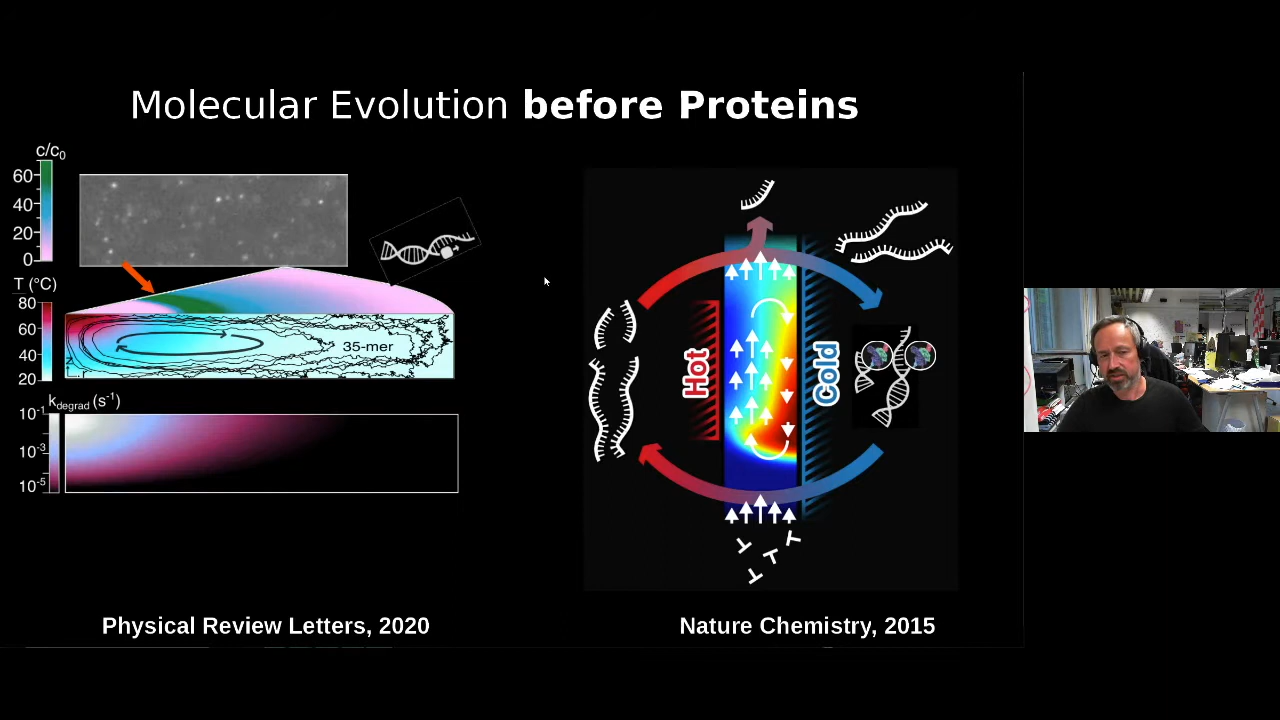 Molecular Evolution before Proteins
c/c₀
60
40
20
0
T (°C)
80
60
40
20
35-mer
k_degrad (s⁻¹)
10⁻¹
10⁻³
10⁻⁵
Physical Review Letters, 2020
Hot
Cold
Nature Chemistry, 2015